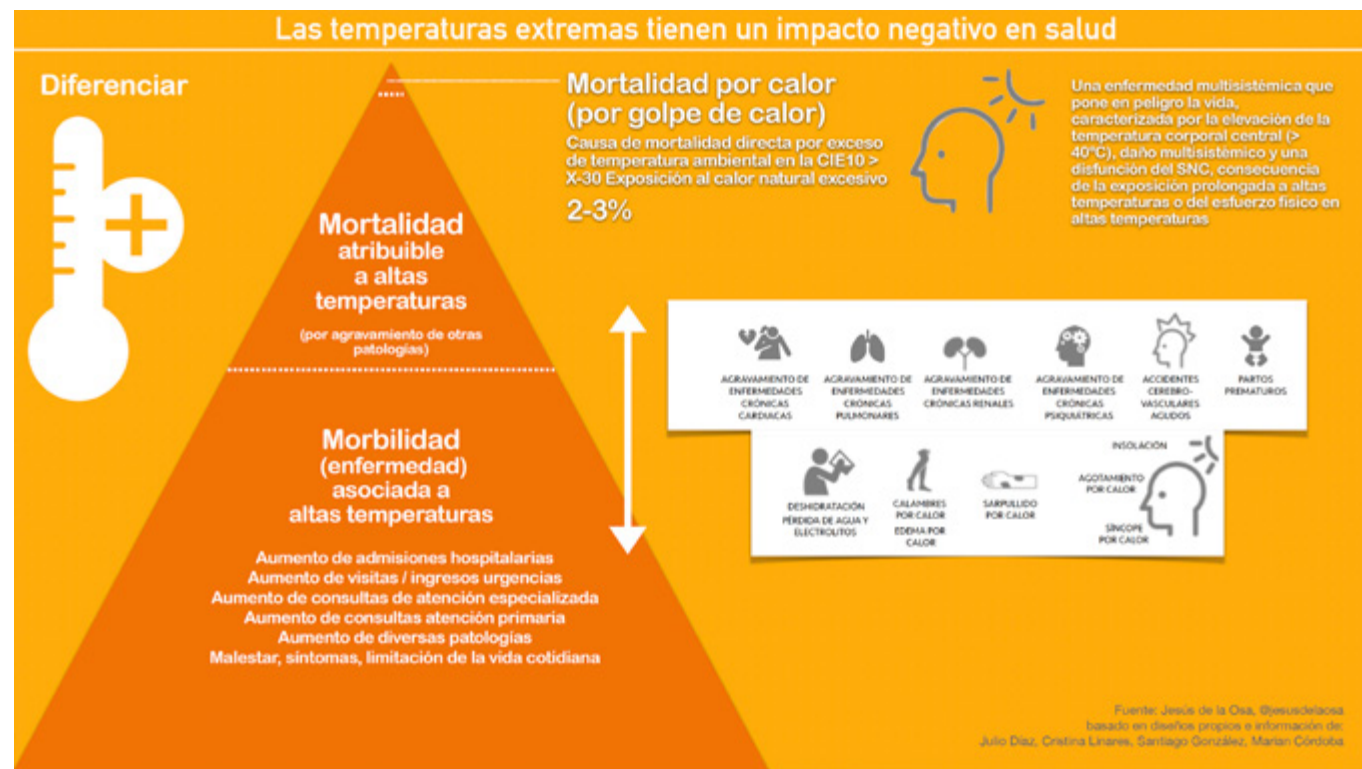 Las temperaturas extremas tienen un impacto negativo en salud
Diferenciar
Mortalidad por calor
(por golpe de calor)
Causa de mortalidad directa por exceso
de temperatura ambiental en la CIE10 >
X-30 Exposición al calor natural excesivo
2-3%
Una enfermedad multisistémica que
pone en peligro la vida,
caracterizada por la elevación de la
temperatura corporal central (>
40ºC), daño multisistémico y una
disfunción del SNC, consecuencia
de la exposición prolongada a altas
temperaturas o del esfuerzo físico en
altas temperaturas
Mortalidad
atribuible
a altas
temperaturas
(por agravamiento de otras
patologías)
AGRAVAMIENTO DE
ENFERMEDADES
CRÓNICAS
CARDIACAS
AGRAVAMIENTO DE
ENFERMEDADES
CRÓNICAS
PULMONARES
AGRAVAMIENTO DE
ENFERMEDADES
CRÓNICAS RENALES
AGRAVAMIENTO DE
ENFERMEDADES
CRÓNICAS
PSIQUIÁTRICAS
ACCIDENTES
CEREBRO-
VASCULARES
AGUDOS
PARTOS
PREMATUROS
Morbilidad
(enfermedad)
asociada a
altas temperaturas
DESHIDRATACIÓN
PÉRDIDA DE AGUA Y
ELECTROLITOS
CALAMBRES
POR CALOR
EDEMA POR
CALOR
SARPULLIDO
POR CALOR
INSOLACIÓN
AGOTAMIENTO
POR CALOR
SÍNCOPE
POR CALOR
Aumento de admisiones hospitalarias
Aumento de visitas / ingresos urgencias
Aumento de consultas de atención especializada
Aumento de consultas atención primaria
Aumento de diversas patologías
Malestar, síntomas, limitación de la vida cotidiana
Fuente: Jesús de la Osa, @jesusdelaosa
basado en diseños propios e información de:
Julio Díaz, Cristina Linares, Santiago González, Marian Córdoba